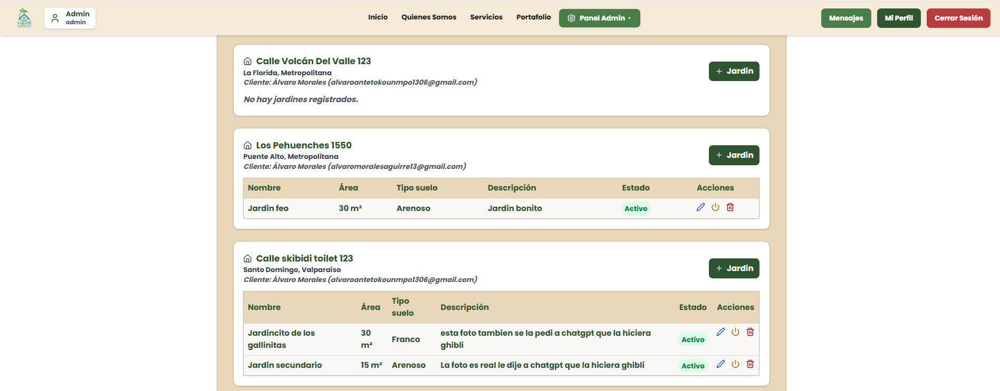 CLEAN&
GARDEN
Admin
admin
Inicio
Quienes Somos
Servicios
Portafolio
Panel Admin
Mensajes
Mi Perfil
Cerrar Sesión
Calle Volcán Del Valle 123
La Florida, Metropolitana
Cliente: Álvaro Morales (alvaroantetokounmpo1306@gmail.com)
+ Jardín
No hay jardines registrados.
Los Pehuenches 1550
Puente Alto, Metropolitana
Cliente: Álvaro Morales (alvaromoralesaguirre13@gmail.com)
+ Jardín
Nombre Área Tipo suelo Descripción Estado Acciones
Jardin feo 30 m² Arenoso Jardin bonito Activo
Calle skibidi toilet 123
Santo Domingo, Valparaíso
Cliente: Álvaro Morales (alvaroantetokounmpo1306@gmail.com)
+ Jardín
Nombre
Área
Tipo
suelo
Descripción
Estado
Acciones
Jardincito de los
gallinitas
30
m²
Franco
esta foto tambien se la pedi a chatgpt que la hiciera
ghibli
Activo
Jardin secundario 15 m² Arenoso La foto es real le dije a chatgpt que la hiciera ghibli Activo